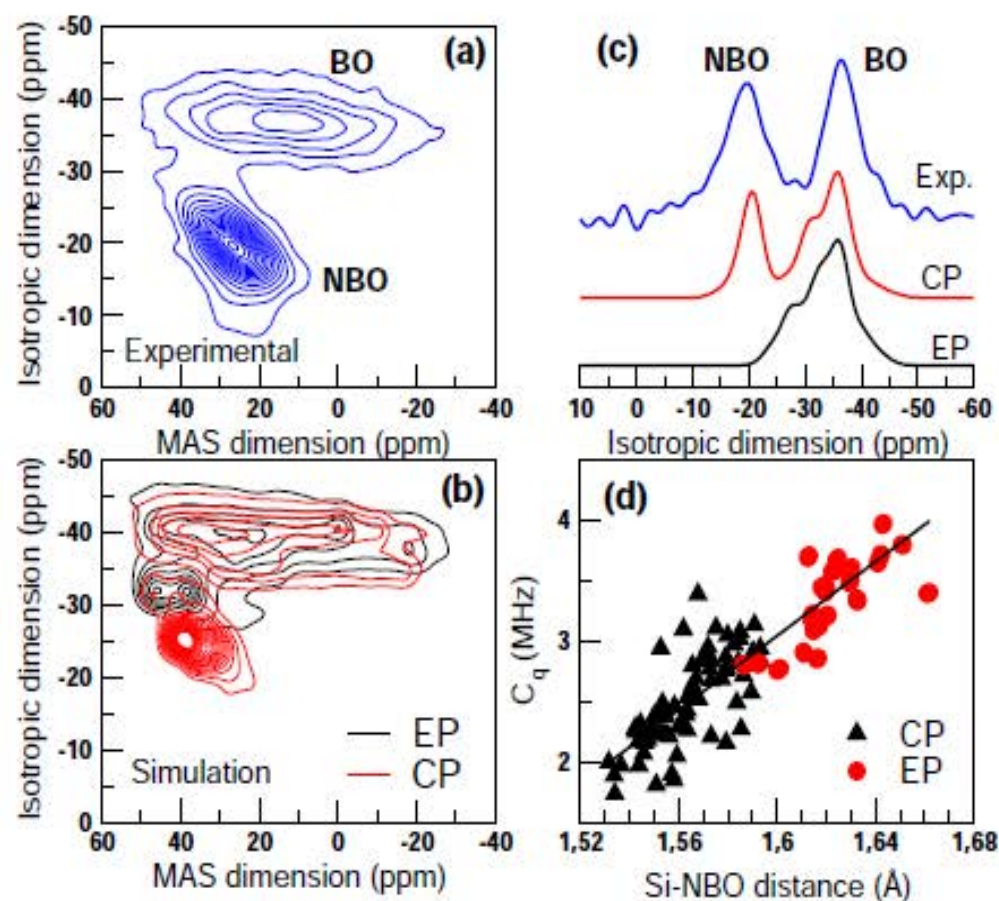 -50
-40
-30
-20
-10
0
Isotropic dimension (ppm)
(a)
BO
NBO
Experimental
60 40 20 0 -20 -40
MAS dimension (ppm)
(c)
NBO BO
Exp.
CP
EP
10 0 -10 -20 -30 -40 -50 -60
Isotropic dimension (ppm)
-50
-40
-30
-20
-10
0
Isotropic dimension (ppm)
(b)
EP
CP
Simulation
60 40 20 0 -20 -40
MAS dimension (ppm)
(d)
4
3
2
Cq (MHz)
CP
EP
1,52 1,56 1,6 1,64 1,68
Si-NBO distance (Å)